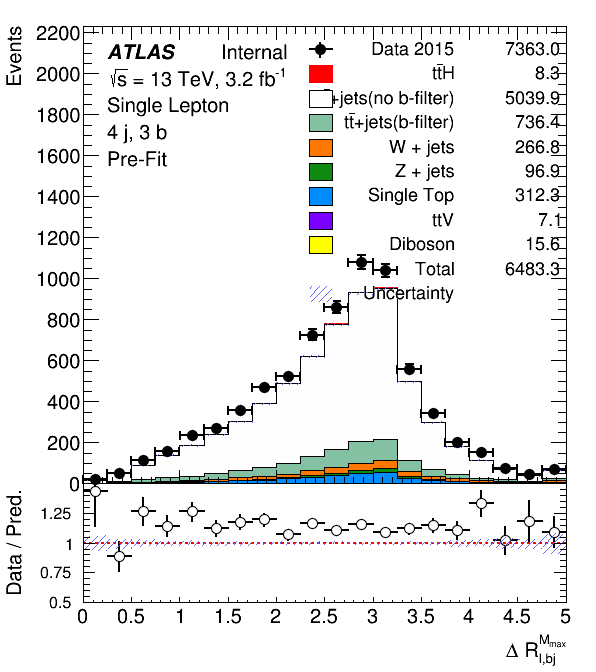 ATLAS Internal
√s = 13 TeV, 3.2 fb⁻¹
Single Lepton
4 j, 3 b
Pre-Fit
Data 2015 7363.0
tt̄H 8.3
+jets(no b-filter) 5039.9
tt̄+jets(b-filter) 736.4
W + jets 266.8
Z + jets 96.9
Single Top 312.3
ttV 7.1
Diboson 15.6
Total 6483.3
Uncertainty
Events
2200
2000
1800
1600
1400
1200
1000
800
600
400
200
0
Data / Pred.
1.25
1
0.75
0.5
0 0.5 1 1.5 2 2.5 3 3.5 4 4.5 5
Δ R_{l,bj}^{M_{max}}